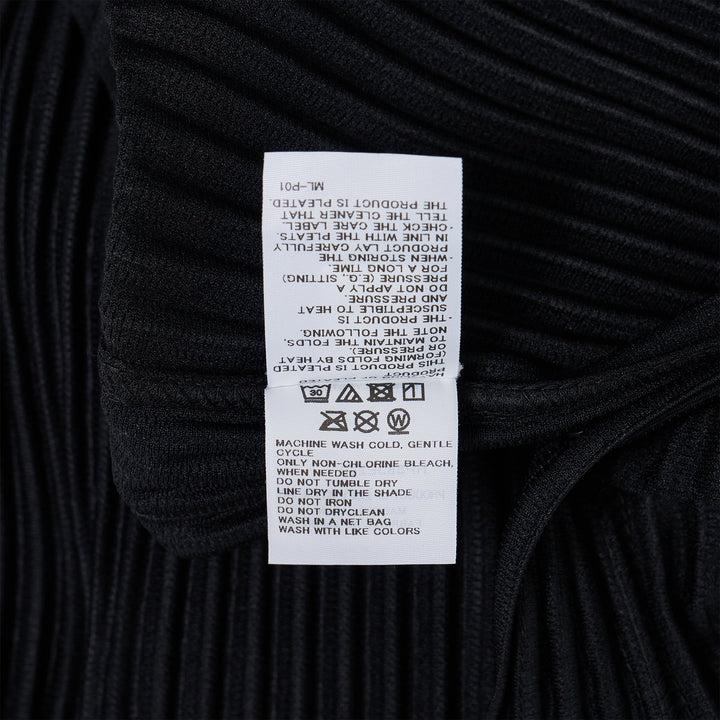 HANDLING OF PLEATED
PRODUCT
(FORMING FOLDS BY HEAT
OR PRESSURE)
TO MAINTAIN THE FOLDS,
NOTE THE FOLLOWING.
- THE PRODUCT IS
SUSCEPTIBLE TO HEAT
AND PRESSURE.
DO NOT APPLY A
PRESSURE (E.G., SITTING)
FOR A LONG TIME.
- WHEN STORING THE
PRODUCT LAY CAREFULLY
IN LINE WITH THE PLEATS.
- CHECK THE CARE LABEL.
TELL THE CLEANER THAT
THE PRODUCT IS PLEATED.
ML-P01
30
W
MACHINE WASH COLD, GENTLE
CYCLE
ONLY NON-CHLORINE BLEACH,
WHEN NEEDED
DO NOT TUMBLE DRY
LINE DRY IN THE SHADE
DO NOT IRON
DO NOT DRYCLEAN
WASH IN A NET BAG
WASH WITH LIKE COLORS